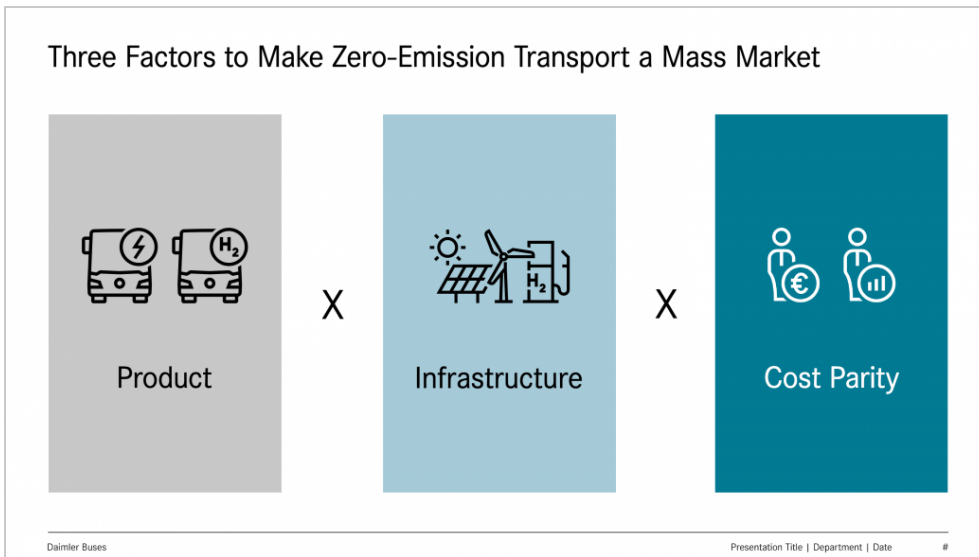 Three Factors to Make Zero-Emission Transport a Mass Market
H2
H2
€
Product
X
Infrastructure
X
Cost Parity
Daimler Buses
Presentation Title | Department | Date
#